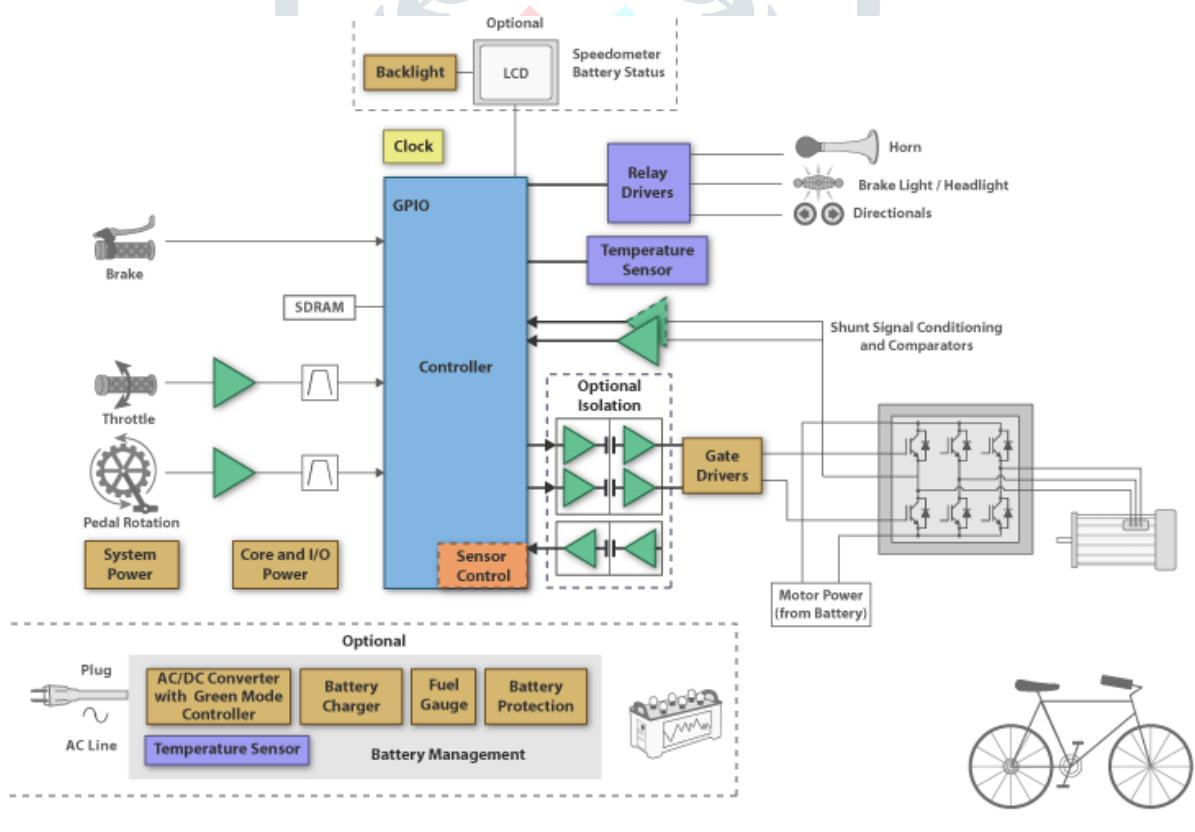 Optional
Backlight
LCD
Speedometer
Battery Status
Clock
GPIO
Relay
Drivers
Horn
Brake Light / Headlight
Directionals
Brake
Temperature
Sensor
SDRAM
Shunt Signal Conditioning
and Comparators
Controller
Throttle
Optional
Isolation
Gate
Drivers
Pedal Rotation
System
Power
Core and I/O
Power
Sensor
Control
Motor Power
(from Battery)
Optional
Plug
AC Line
AC/DC Converter
with Green Mode
Controller
Battery
Charger
Fuel
Gauge
Battery
Protection
Temperature Sensor
Battery Management